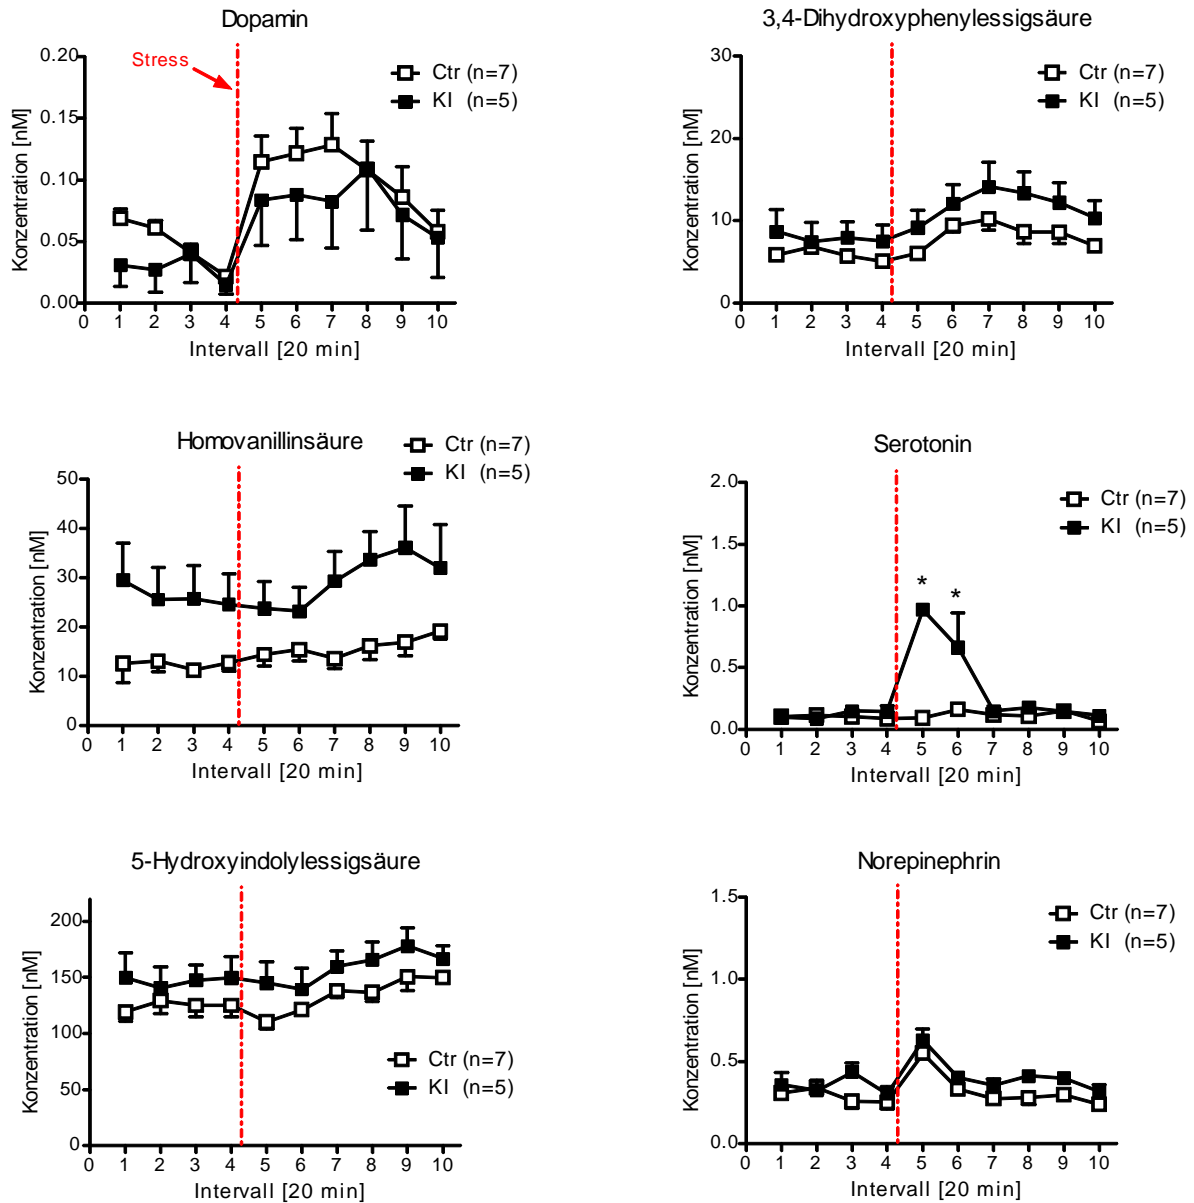 Dopamin
Stress
Ctr (n=7)
KI (n=5)
Konzentration [nM]
0.20
0.15
0.10
0.05
0.00
0 1 2 3 4 5 6 7 8 9 10
Intervall [20 min]
3,4-Dihydroxyphenylessigsäure
Ctr (n=7)
KI (n=5)
Konzentration [nM]
30
20
10
0
0 1 2 3 4 5 6 7 8 9 10
Intervall [20 min]
Homovanillinsäure
Ctr (n=7)
KI (n=5)
Konzentration [nM]
50
40
30
20
10
0
0 1 2 3 4 5 6 7 8 9 10
Intervall [20 min]
Serotonin
Ctr (n=7)
KI (n=5)
Konzentration [nM]
2.0
1.5
1.0
0.5
0.0
* *
0 1 2 3 4 5 6 7 8 9 10
Intervall [20 min]
5-Hydroxyindolylessigsäure
Konzentration [nM]
200
150
100
50
0
Ctr (n=7)
KI (n=5)
0 1 2 3 4 5 6 7 8 9 10
Intervall [20 min]
Norepinephrin
Ctr (n=7)
KI (n=5)
Konzentration [nM]
1.5
1.0
0.5
0.0
0 1 2 3 4 5 6 7 8 9 10
Intervall [20 min]